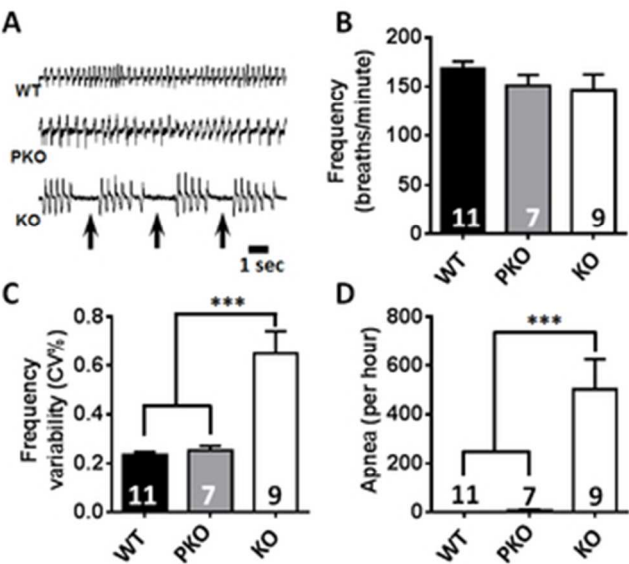 A
WT
PKO
KO
1 sec
B
Frequency
(breaths/minute)
200
150
100
50
0
11
7
9
WT
PKO
KO
C
Frequency
variability (CV%)
0.8
0.6
0.4
0.2
0.0
***
11
7
9
WT
PKO
KO
D
Apnea (per hour)
800
600
400
200
0
***
11
7
9
WT
PKO
KO